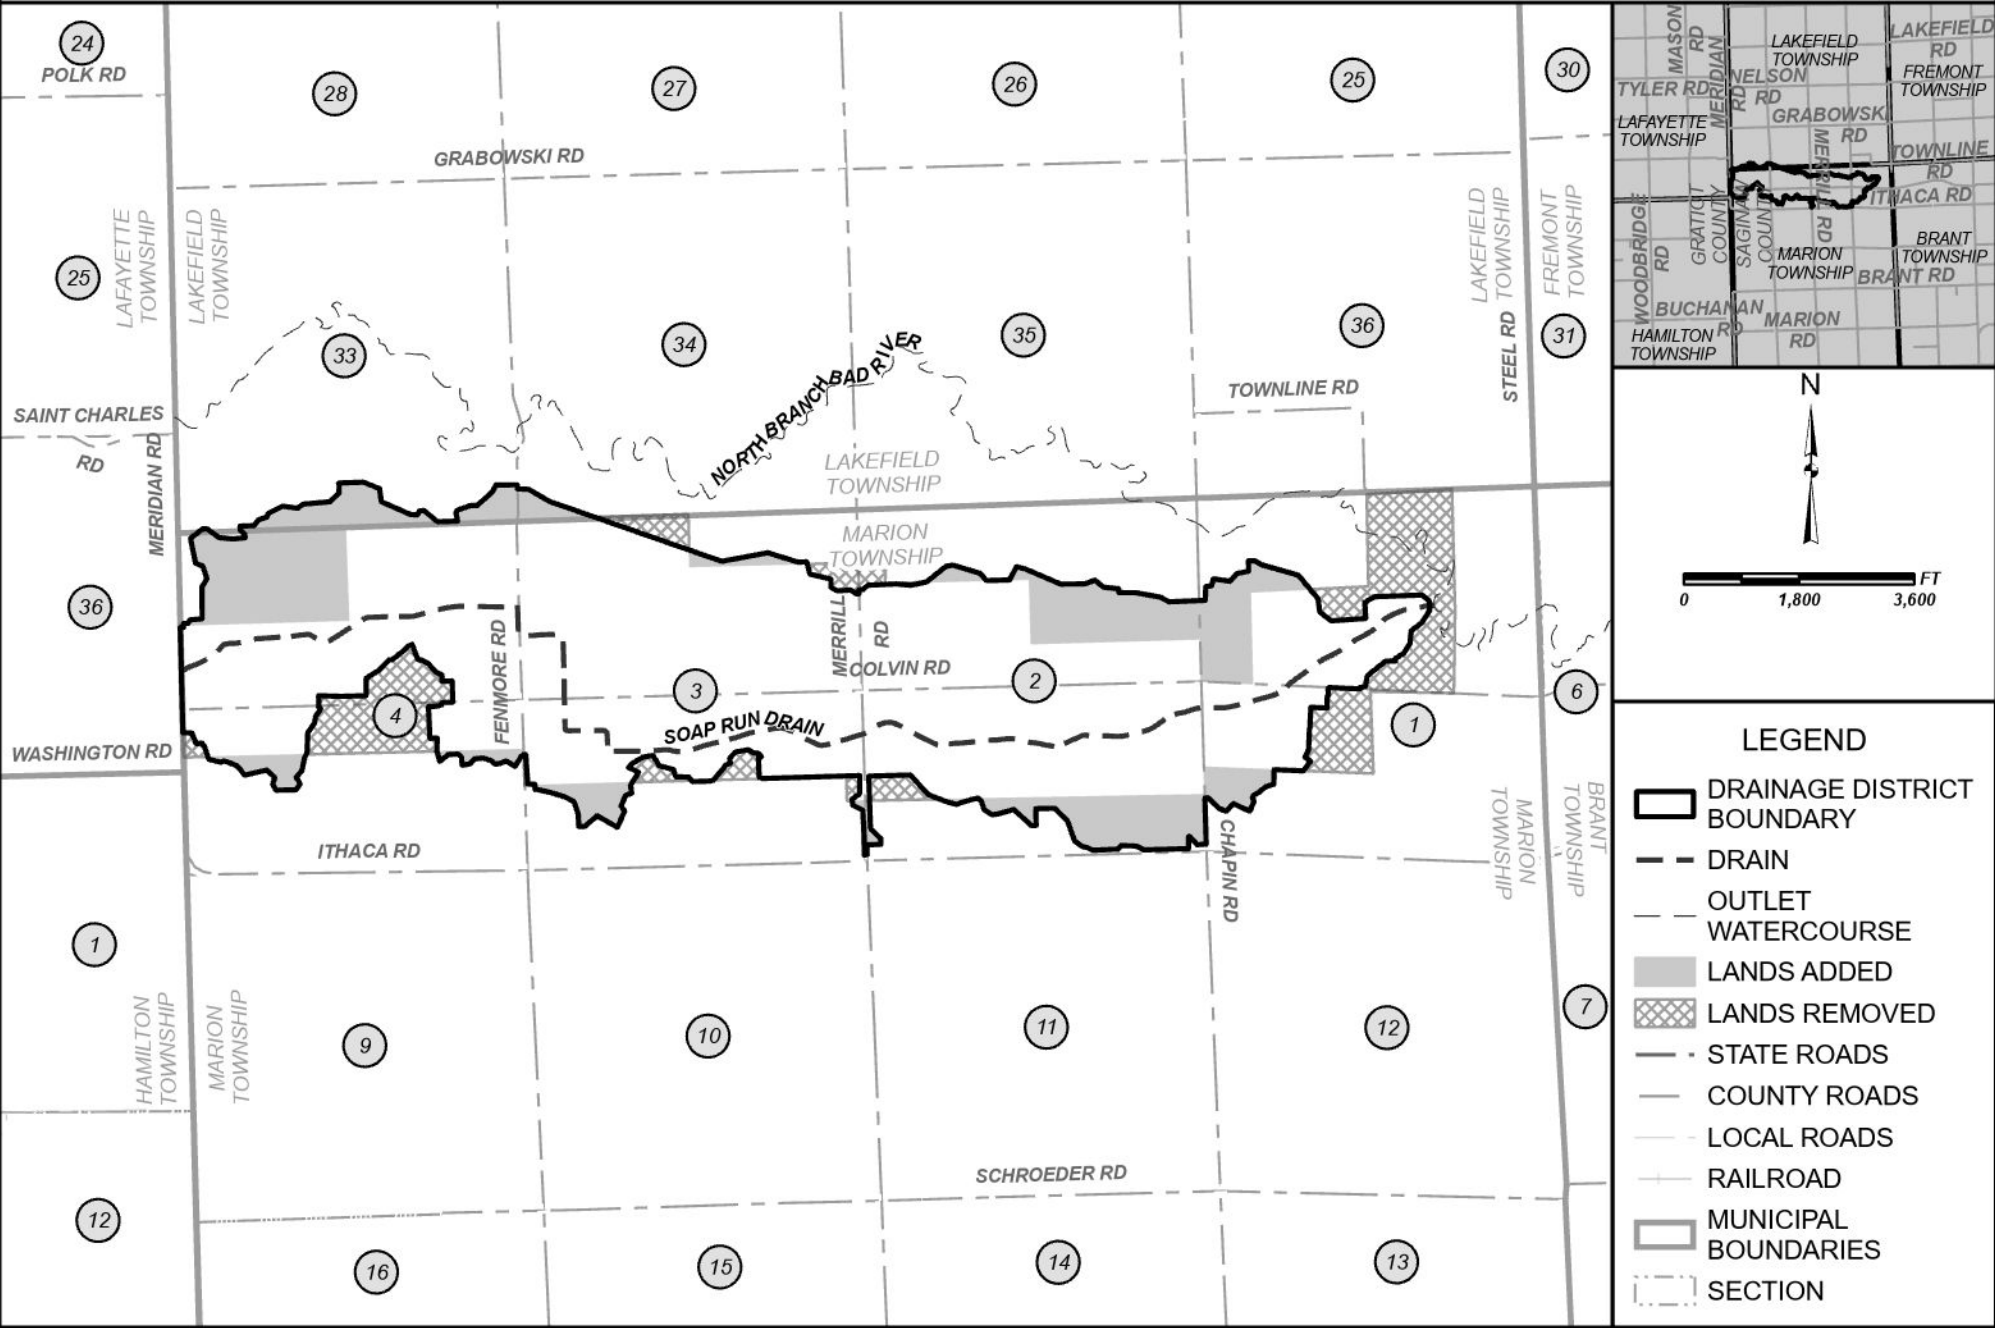 24
POLK RD
28
27
26
25
30
GRABOWSKI RD
LAFAYETTE
TOWNSHIP
LAKEFIELD
TOWNSHIP
LAKEFIELD
TOWNSHIP
FREMONT
TOWNSHIP
25
33
34
35
36
31
STEEL RD
NORTH BRANCH BAD RIVER
TOWNLINE RD
SAINT CHARLES
RD
MERIDIAN RD
LAKEFIELD
TOWNSHIP
MARION
TOWNSHIP
36
FENMORE RD
MERRILL
RD
COLVIN RD
3
2
4
1
6
SOAP RUN DRAIN
WASHINGTON RD
ITHACA RD
CHAPIN RD
MARION
TOWNSHIP
BRANT
TOWNSHIP
1
HAMILTON
TOWNSHIP
MARION
TOWNSHIP
9
10
11
12
7
SCHROEDER RD
12
16
15
14
13
MASON
RD
MERIDIAN
RD
LAKEFIELD
TOWNSHIP
LAKEFIELD
RD
FREMONT
TOWNSHIP
NELSON
RD
TYLER RD
GRABOWSKI
RD
LAFAYETTE
TOWNSHIP
MERRILL RD
TOWNLINE
RD
ITHACA RD
WOODBRIDGE
RD
GRATIOT
COUNTY
SAGINAW
COUNTY
MARION
TOWNSHIP
BRANT
TOWNSHIP
BRANT RD
BUCHANAN
RD
MARION
RD
HAMILTON
TOWNSHIP
N
FT
0 1,800 3,600
LEGEND
DRAINAGE DISTRICT
BOUNDARY
DRAIN
OUTLET
WATERCOURSE
LANDS ADDED
LANDS REMOVED
STATE ROADS
COUNTY ROADS
LOCAL ROADS
RAILROAD
MUNICIPAL
BOUNDARIES
SECTION